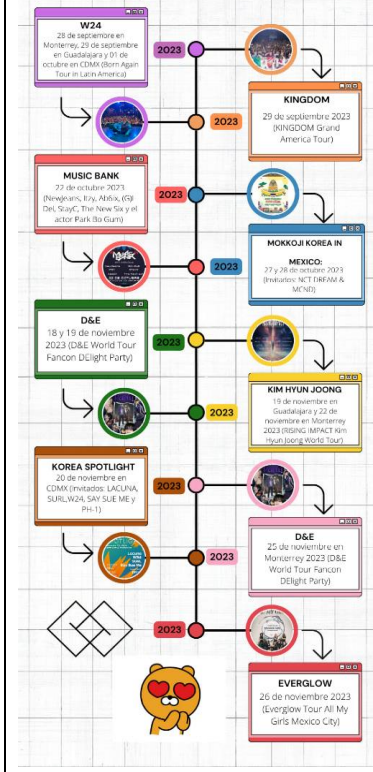 W24
28 de septiembre en
Monterrey, 29 de septiembre
en Guadalajara y 01 de
octubre en CDMX (Born Again
Tour in Latin America)
2023
KINGDOM
29 de septiembre 2023
(KINGDOM Grand
America Tour)
2023
MUSIC BANK
22 de octubre 2023
(NewJeans, Itzy, Ab6ix, (G)I
Del, StayC, The New Six y el
actor Park Bo Gum)
2023
MOKKOJI KOREA IN
MEXICO:
27 y 28 de octubre 2023
(Invitados: NCT DREAM &
MCND)
2023
D&E
18 y 19 de noviembre
2023 (D&E World Tour
Fancon DElight Party)
2023
KIM HYUN JOONG
19 de noviembre en
Guadalajara y 22 de
noviembre en Monterrey
2023 (RISING IMPACT Kim
Hyun Joong World Tour)
2023
KOREA SPOTLIGHT
20 de noviembre en
CDMX (Invitados: LACUNA,
SURL,W24, SAY SUE ME y
PH-1)
2023
D&E
25 de noviembre en
Monterrey 2023 (D&E
World Tour Fancon
DElight Party)
2023
EVERGLOW
26 de noviembre 2023
(Everglow Tour All My
Girls Mexico City)
2023